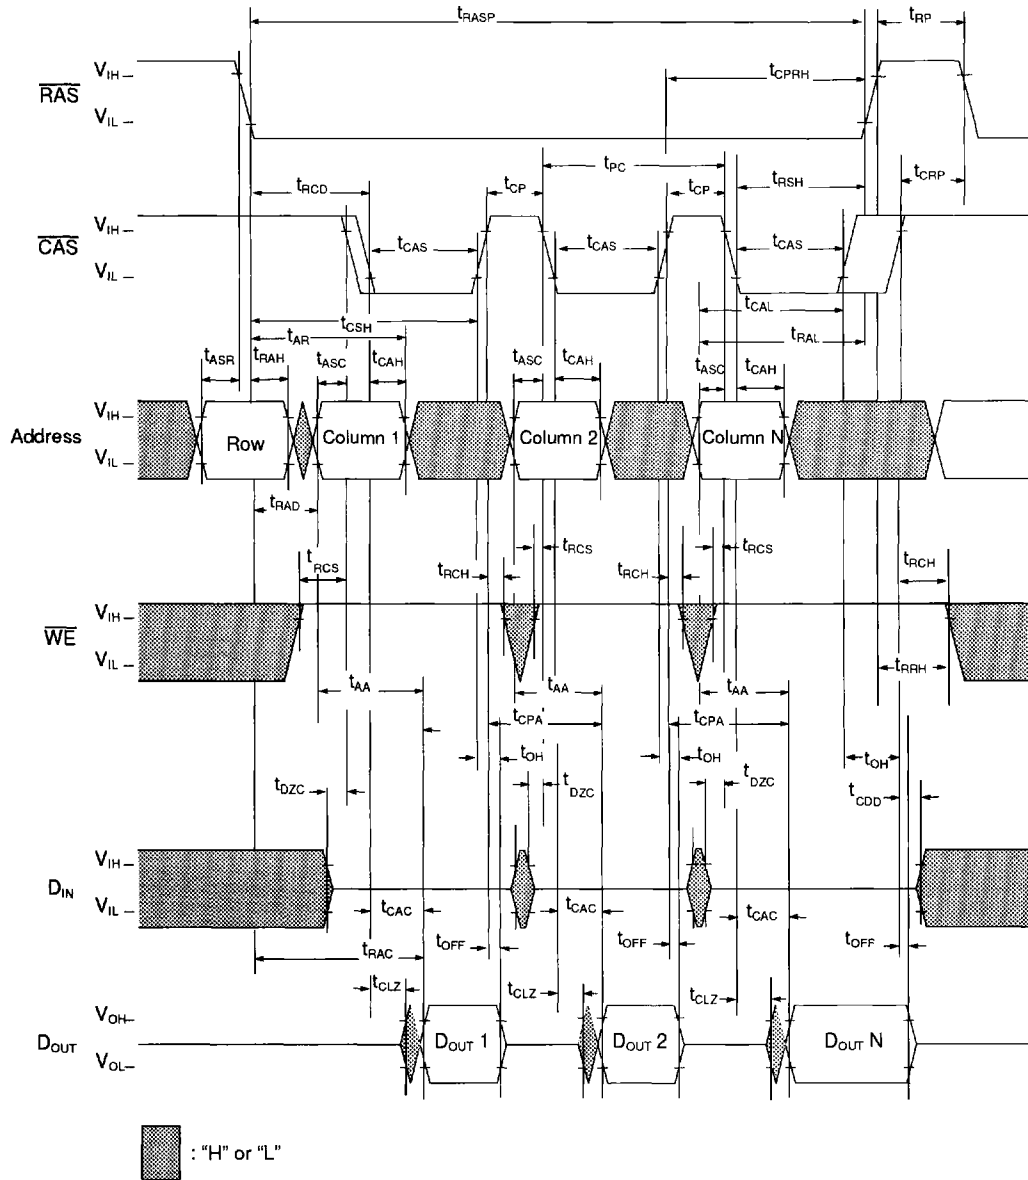 tRASP tRP
VIH
RAS
tCPRH
VIL
tPC
tRCD tCP tCP tRSH tCRP
VIH
CAS
tCAS tCAS tCAS
VIL
tCAL
tCSH
tAR tRAL
tASR tRAH tASC tCAH tASC tCAH tASC tCAH
VIH
Address Row Column 1 Column 2 Column N
VIL
tRAD
tRCS tRCS tRCS
tRCH tRCH tRCH
VIH
WE
VIL
tRRH
tAA tAA tAA
tCPA tCPA
tOH tOH tOH
tDZC tDZC tDZC tCDD
VIH
DIN
VIL
tCAC tCAC tCAC
tOFF tOFF tOFF
tRAC
tCLZ tCLZ tCLZ
VOH
DOUT DOUT 1 DOUT 2 DOUT N
VOL
: "H" or "L"